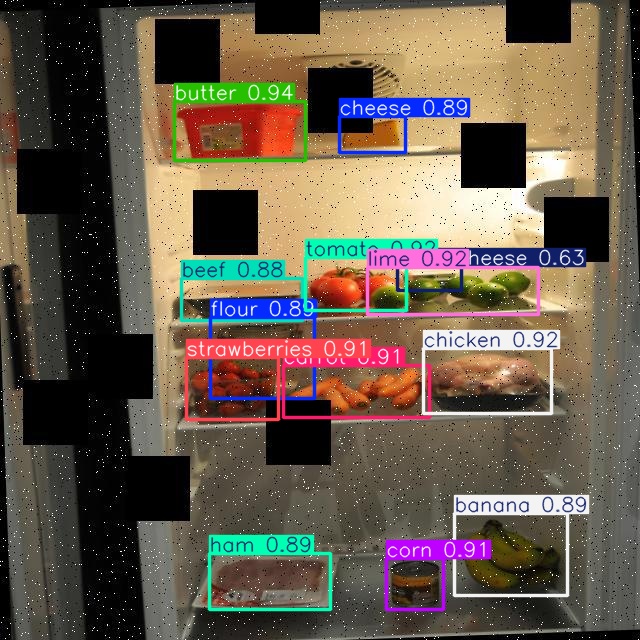 butter 0.94
cheese 0.89
tomato 0.92
lime 0.92
heese 0.63
beef 0.88
flour 0.89
chicken 0.92
strawberries 0.91
carrot 0.91
banana 0.89
ham 0.89
corn 0.91